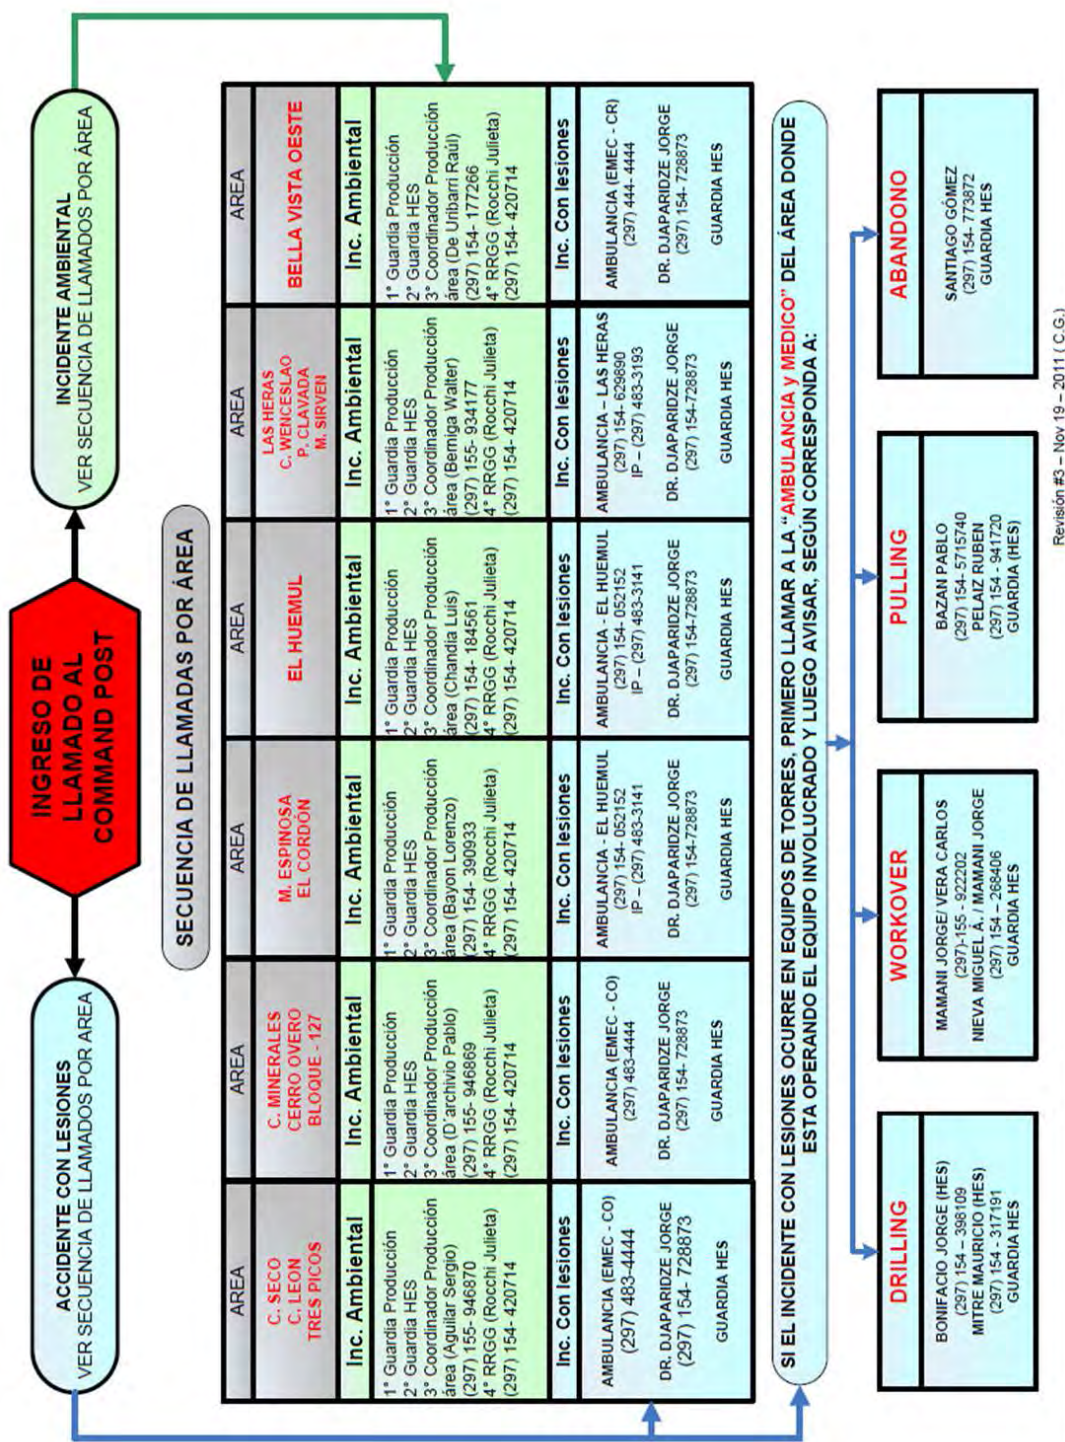 INGRESO DE
LLAMADO AL
COMMAND POST
ACCIDENTE CON LESIONES
VER SECUENCIA DE LLAMADOS POR AREA
INCIDENTE AMBIENTAL
VER SECUENCIA DE LLAMADOS POR ÁREA
SECUENCIA DE LLAMADAS POR ÁREA
AREA
C. SECO
C. LEON
TRES PICOS
Inc. Ambiental
1° Guardia Producción
2° Guardia HES
3° Coordinador Producción
área (Aguilar Sergio)
(297) 155- 946870
4° RRGG (Rocchi Julieta)
(297) 154- 420714
Inc. Con lesiones
AMBULANCIA (EMEC - CO)
(297) 483-4444
DR. DJAPARIDZE JORGE
(297) 154- 728873
GUARDIA HES
AREA
C. MINERALES
CERRO OVERO
BLOQUE - 127
Inc. Ambiental
1° Guardia Producción
2° Guardia HES
3° Coordinador Producción
área (D´archivio Pablo)
(297) 155- 946869
4° RRGG (Rocchi Julieta)
(297) 154- 420714
Inc. Con lesiones
AMBULANCIA (EMEC - CO)
(297) 483-4444
DR. DJAPARIDZE JORGE
(297) 154- 728873
GUARDIA HES
AREA
M. ESPINOSA
EL CORDÓN
Inc. Ambiental
1° Guardia Producción
2° Guardia HES
3° Coordinador Producción
área (Bayon Lorenzo)
(297) 154- 390933
4° RRGG (Rocchi Julieta)
(297) 154- 420714
Inc. Con lesiones
AMBULANCIA - EL HUEMUL
(297) 154- 052152
IP – (297) 483-3141
DR. DJAPARIDZE JORGE
(297) 154-728873
GUARDIA HES
AREA
EL HUEMUL
Inc. Ambiental
1° Guardia Producción
2° Guardia HES
3° Coordinador Producción
área (Chandía Luis)
(297) 154- 184561
4° RRGG (Rocchi Julieta)
(297) 154- 420714
Inc. Con lesiones
AMBULANCIA - EL HUEMUL
(297) 154- 052152
IP – (297) 483-3141
DR. DJAPARIDZE JORGE
(297) 154-728873
GUARDIA HES
AREA
LAS HERAS
C. WENCESLAO
P. CLAVADA
M. SIRVEN
Inc. Ambiental
1° Guardia Producción
2° Guardia HES
3° Coordinador Producción
área (Berniga Walter)
(297) 155- 934177
4° RRGG (Rocchi Julieta)
(297) 154- 420714
Inc. Con lesiones
AMBULANCIA – LAS HERAS
(297) 154- 629890
IP – (297) 483-3193
DR. DJAPARIDZE JORGE
(297) 154-728873
GUARDIA HES
AREA
BELLA VISTA OESTE
Inc. Ambiental
1° Guardia Producción
2° Guardia HES
3° Coordinador Producción
área (De Uribarri Raúl)
(297) 154- 177266
4° RRGG (Rocchi Julieta)
(297) 154- 420714
Inc. Con lesiones
AMBULANCIA (EMEC - CR)
(297) 444- 4444
DR. DJAPARIDZE JORGE
(297) 154- 728873
GUARDIA HES
SI EL INCIDENTE CON LESIONES OCURRE EN EQUIPOS DE TORRES, PRIMERO LLAMAR A LA “AMBULANCIA y MEDICO” DEL ÁREA DONDE
ESTA OPERANDO EL EQUIPO INVOLUCRADO Y LUEGO AVISAR, SEGÚN CORRESPONDA A:
DRILLING
BONIFACIO JORGE (HES)
(297) 154 – 398109
MITRE MAURICIO (HES)
(297) 154 - 317191
GUARDIA HES
WORKOVER
MAMANI JORGE/ VERA CARLOS
(297)-155 - 922202
NIEVA MIGUEL Á. / MAMANI JORGE
(297) 154 – 266406
GUARDIA HES
PULLING
BAZAN PABLO
(297) 154- 5715740
PELAIZ RUBEN
(297) 154 - 941720
GUARDIA (HES)
ABANDONO
SANTIAGO GÓMEZ
(297) 154- 773872
GUARDIA HES
Revisión #3 – Nov 19 – 2011 ( C.G.)